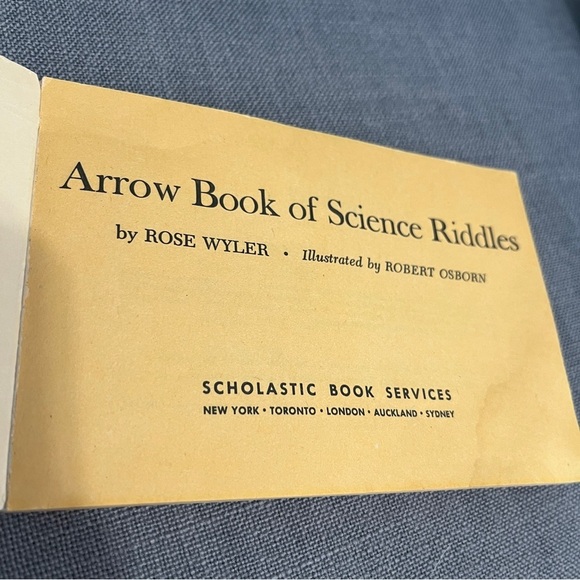 Arrow Book of Science Riddles
by ROSE WYLER • Illustrated by ROBERT OSBORN
SCHOLASTIC BOOK SERVICES
NEW YORK • TORONTO • LONDON • AUCKLAND • SYDNEY